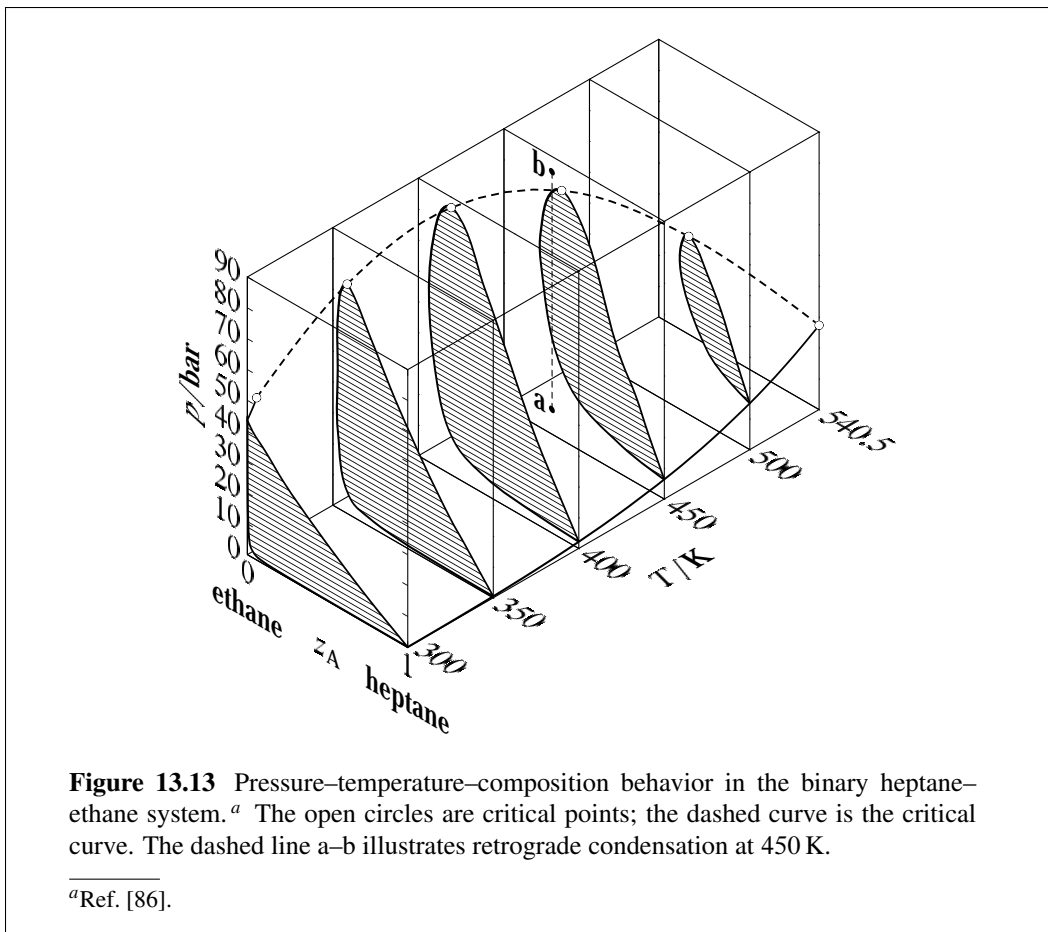 b
90
80
70
60
50
40
30
20
10
0
p/bar
a
0
ethane
zA
heptane
1
300
350
400
450
500
540.5
T/K
Figure 13.13 Pressure–temperature–composition behavior in the binary heptane–
ethane system.a The open circles are critical points; the dashed curve is the critical
curve. The dashed line a–b illustrates retrograde condensation at 450 K.
aRef. [86].